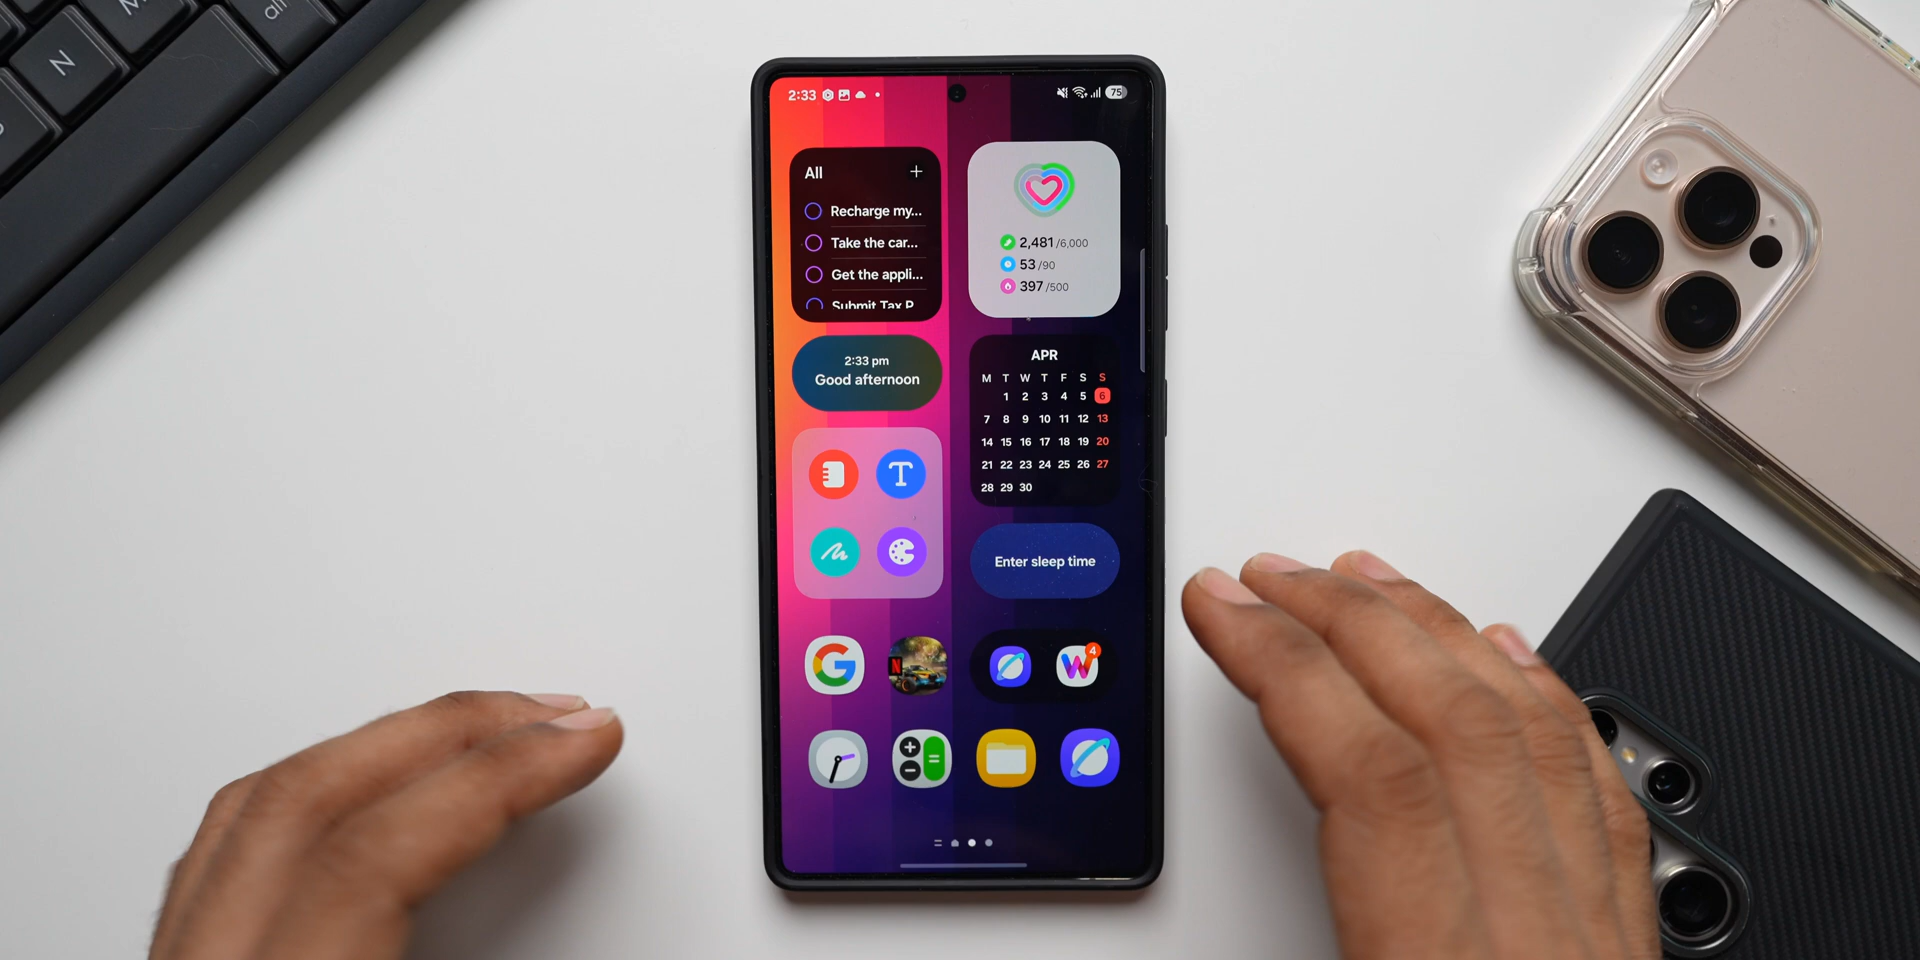 N
M
alt
2:33
75
All +
Recharge my...
Take the car...
Get the appli...
Submit Tax P
2,481/6,000
53/90
397/500
2:33 pm
Good afternoon
APR
M T W T F S S
1 2 3 4 5 6
7 8 9 10 11 12 13
14 15 16 17 18 19 20
21 22 23 24 25 26 27
28 29 30
T
Enter sleep time
G
N
W
4